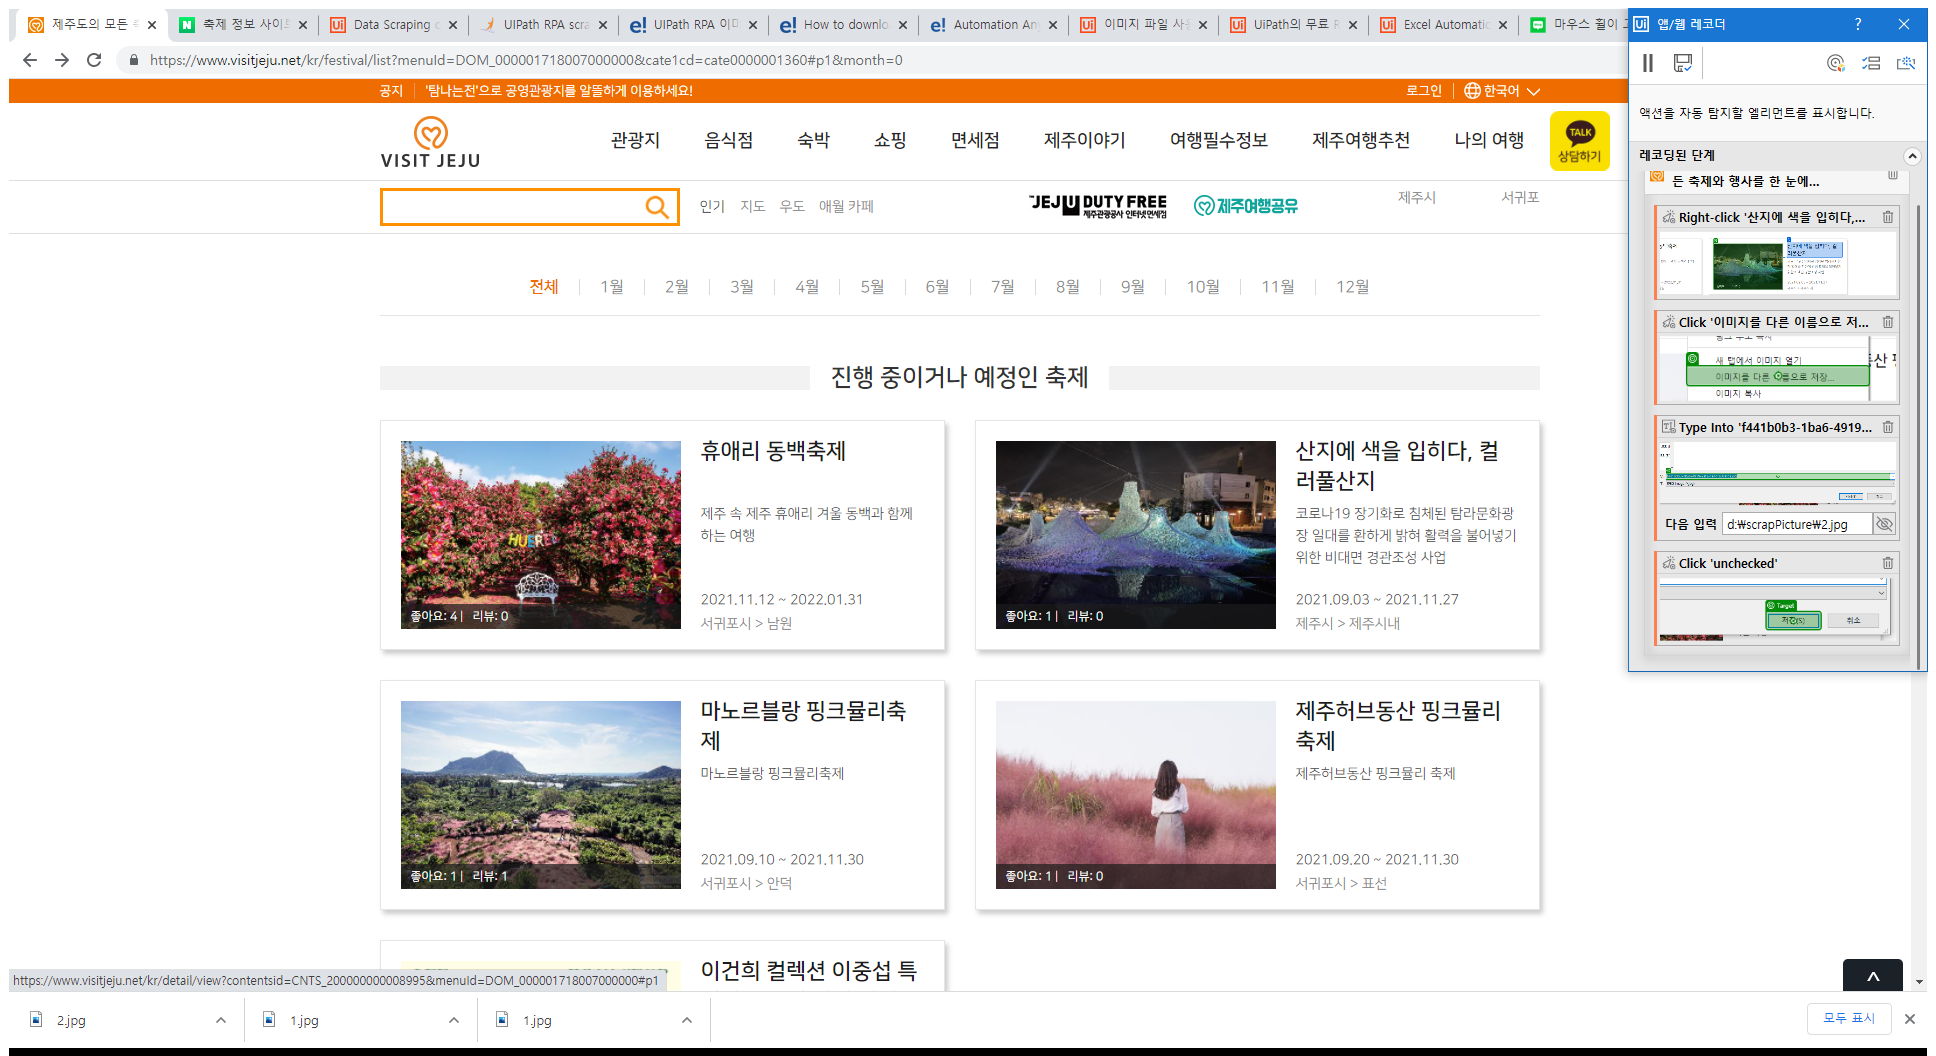 제주도의 모든
축제 정보 사이트
Data Scraping
UIPath RPA scra
UIPath RPA 이미
How to downlo
Automation An
이미지 파일 사
UiPath의 무료 R
Excel Automatic
마우스 휠이
https://www.visitjeju.net/kr/festival/list?menuId=DOM_000001718007000000&cate1cd=cate0000001360#p1&month=0
공지
'탐나는전'으로 공영관광지를 알뜰하게 이용하세요!
로그인
한국어
VISIT JEJU
관광지 음식점 숙박 쇼핑 면세점 제주이야기 여행필수정보 제주여행추천 나의 여행
TALK
상담하기
인기 지도 우도 애월 카페
JEJU DUTY FREE
제주관광공사 인터넷면세점
제주여행공유
제주시 서귀포
전체 1월 2월 3월 4월 5월 6월 7월 8월 9월 10월 11월 12월
진행 중이거나 예정인 축제
휴애리 동백축제
제주 속 제주 휴애리 겨울 동백과 함께
하는 여행
2021.11.12 ~ 2022.01.31
서귀포시 > 남원
좋아요: 4 | 리뷰: 0
산지에 색을 입히다, 컬
러풀산지
코로나19 장기화로 침체된 탐라문화광
장 일대를 환하게 밝혀 활력을 불어넣기
위한 비대면 경관조성 사업
2021.09.03 ~ 2021.11.27
제주시 > 제주시내
좋아요: 1 | 리뷰: 0
마노르블랑 핑크뮬리축
제
마노르블랑 핑크뮬리축제
2021.09.10 ~ 2021.11.30
서귀포시 > 안덕
좋아요: 1 | 리뷰: 1
제주허브동산 핑크뮬리
축제
제주허브동산 핑크뮬리 축제
2021.09.20 ~ 2021.11.30
서귀포시 > 표선
좋아요: 1 | 리뷰: 0
이건희 컬렉션 이중섭 특
https://www.visitjeju.net/kr/detail/view?contentsid=CNTS_200000000008995&menuId=DOM_000001718007000000#p1
2.jpg
1.jpg
1.jpg
모두 표시
Ui 앱/웹 레코더
액션을 자동 탐지할 엘리먼트를 표시합니다.
레코딩된 단계
든 축제와 행사를 한 눈에...
Right-click '산지에 색을 입히다,...
Click '이미지를 다른 이름으로 저...
새 탭에서 이미지 열기
이미지를 다른 이름으로 저장...
이미지 복사
Type Into 'f441b0b3-1ba6-4919...
다음 입력
d:₩scrapPicture₩2.jpg
Click 'unchecked'
Target
저장(S)
취소